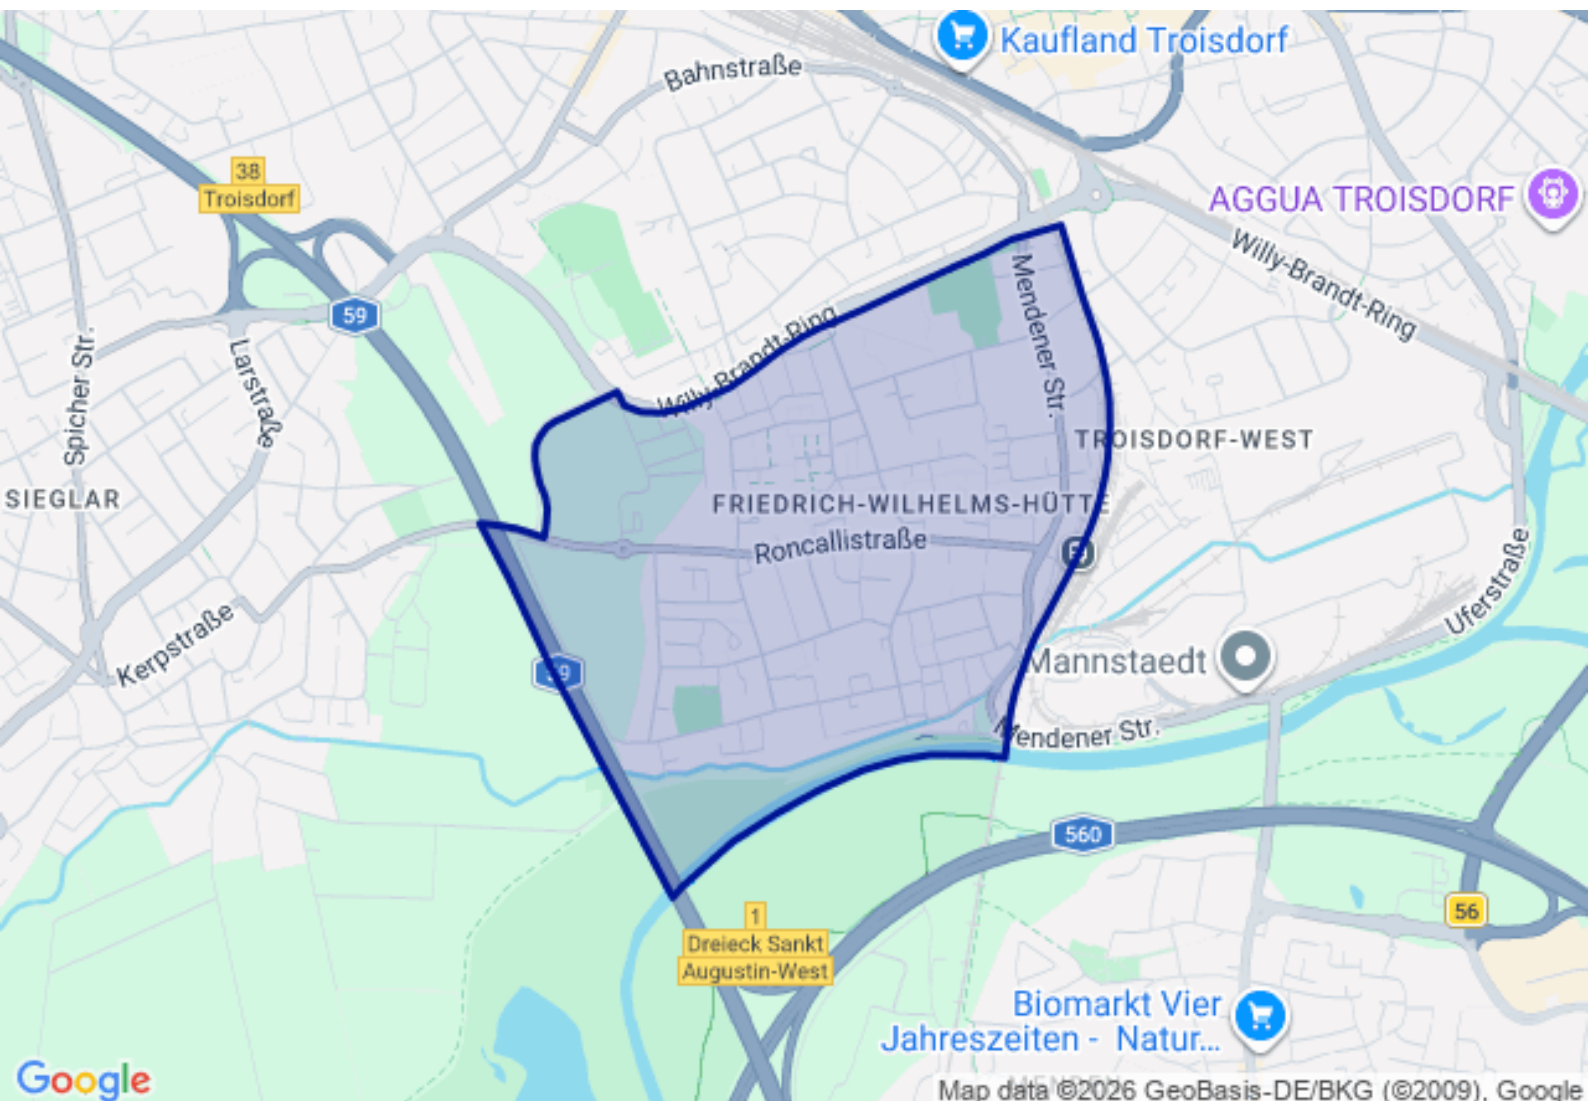 Kaufland Troisdorf
Bahnstraße
38
Troisdorf
AGGUA TROISDORF
Willy-Brandt-Ring
Mendener Str.
59
Willy-Brandt-Ring
Larstraße
Spicher Str.
TROISDORF-WEST
SIEGLAR
FRIEDRICH-WILHELMS-HÜTTE
Roncallistraße
Uferstraße
Kerpstraße
59
Mannstaedt
Mendener Str.
560
1
Dreieck Sankt
Augustin-West
56
Biomarkt Vier
Jahreszeiten - Natur...
Google
Map data ©2026 GeoBasis-DE/BKG (©2009), Google